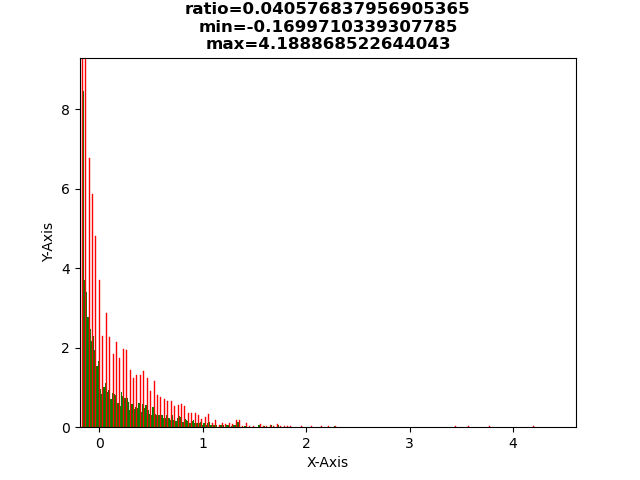 ratio=0.040576837956905365
min=-0.1699710339307785
max=4.188868522644043
8
6
4
2
0
Y-Axis
0 1 2 3 4
X-Axis